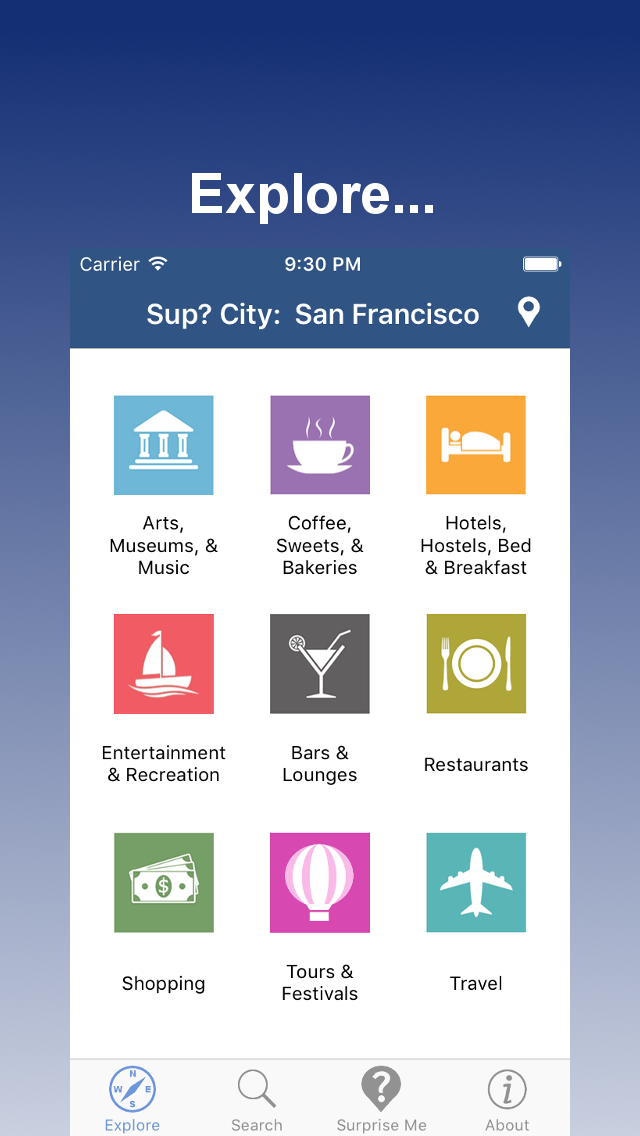 Explore...
Carrier 9:30 PM
Sup? City: San Francisco
Arts,
Museums, &
Music
Coffee,
Sweets, &
Bakeries
Hotels,
Hostels, Bed
& Breakfast
Entertainment
& Recreation
Bars &
Lounges
Restaurants
$
Shopping
Tours &
Festivals
Travel
N
W E
S
Explore
Search
?
Surprise Me
i
About